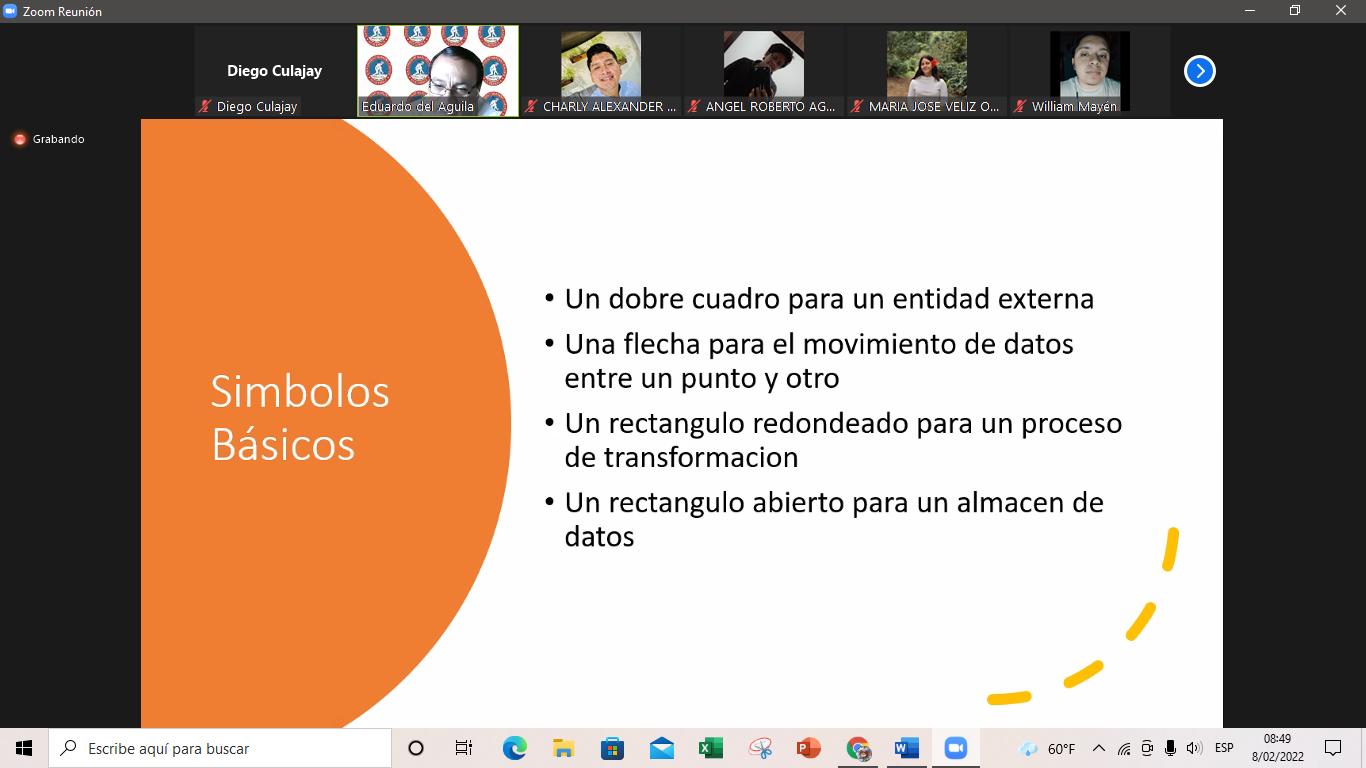 Zoom Reunión
Diego Culajay
Diego Culajay
Eduardo del Aguila
CHARLY ALEXANDER ...
ANGEL ROBERTO AG...
MARIA JOSE VELIZ O...
William Mayén
Grabando
Simbolos
Básicos
• Un dobre cuadro para un entidad externa
• Una flecha para el movimiento de datos
entre un punto y otro
• Un rectangulo redondeado para un proceso
de transformacion
• Un rectangulo abierto para un almacen de
datos
Escribe aquí para buscar
60°F
ESP
08:49
8/02/2022